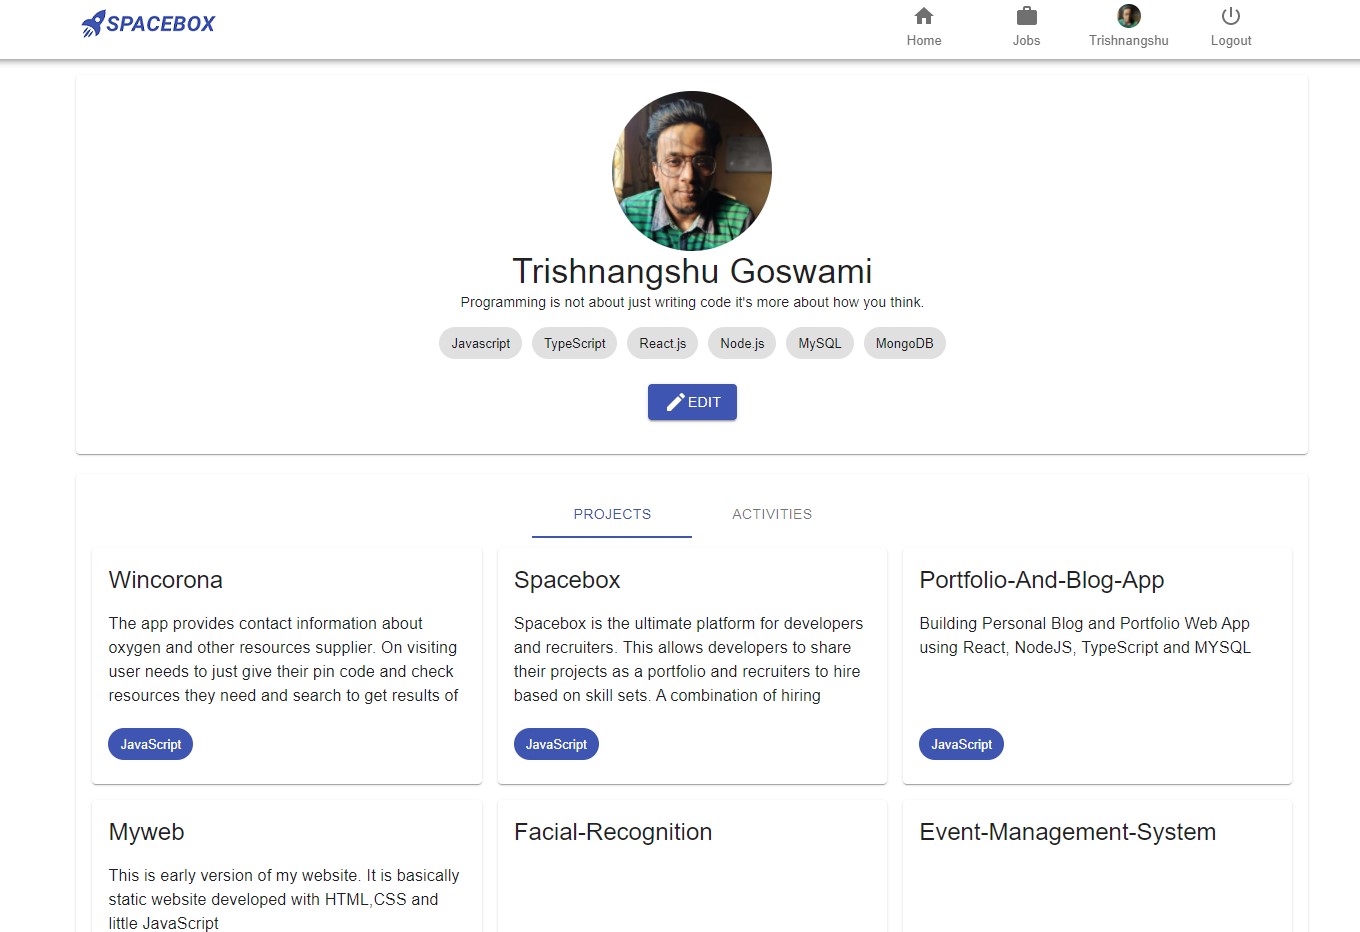 SPACEBOX
Home
Jobs
Trishnangshu
Logout
Trishnangshu Goswami
Programming is not about just writing code it's more about how you think.
Javascript
TypeScript
React.js
Node.js
MySQL
MongoDB
EDIT
PROJECTS
ACTIVITIES
Wincorona
The app provides contact information about
oxygen and other resources supplier. On visiting
user needs to just give their pin code and check
resources they need and search to get results of
JavaScript
Spacebox
Spacebox is the ultimate platform for developers
and recruiters. This allows developers to share
their projects as a portfolio and recruiters to hire
based on skill sets. A combination of hiring
JavaScript
Portfolio-And-Blog-App
Building Personal Blog and Portfolio Web App
using React, NodeJS, TypeScript and MYSQL
JavaScript
Myweb
This is early version of my website. It is basically
static website developed with HTML,CSS and
little JavaScript
Facial-Recognition
Event-Management-System